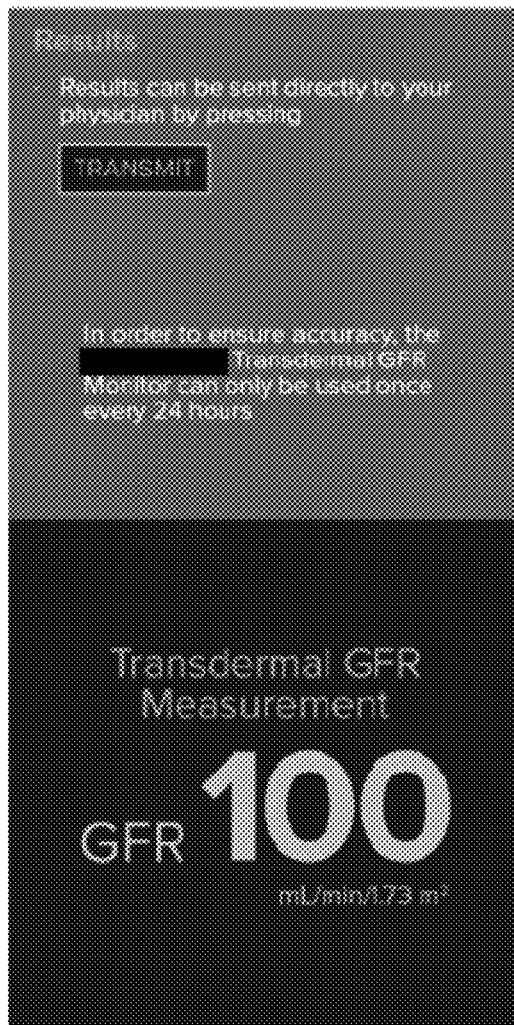 Results
Results can be sent directly to your
physician by pressing
TRANSMIT
In order to ensure accuracy, the
Transdermal GFR
Monitor can only be used once
every 24 hours
Transdermal GFR
Measurement
GFR 100
mL/min/1.73 m²